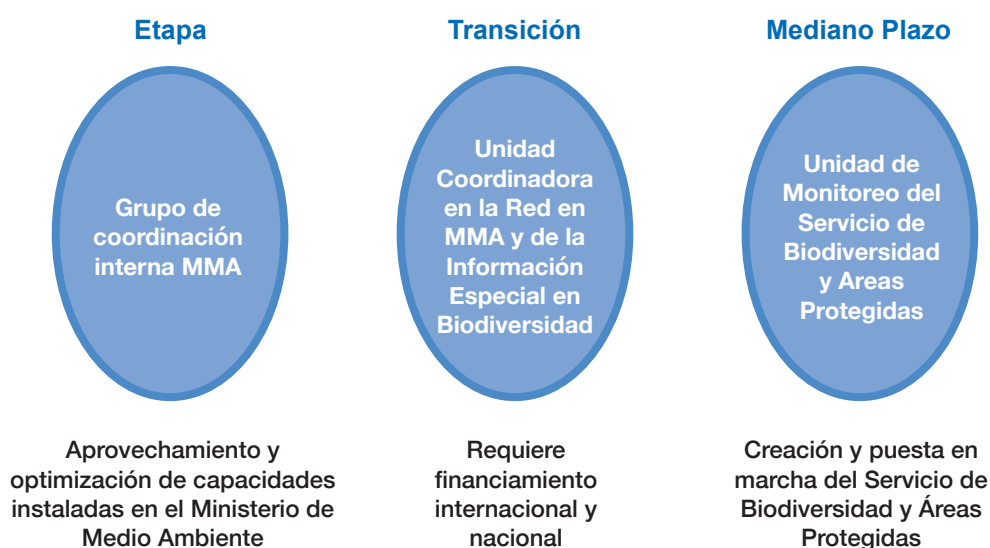 Etapa
Transición
Mediano Plazo
Grupo de
coordinación
interna MMA
Unidad
Coordinadora
en la Red en
MMA y de la
Información
Especial en
Biodiversidad
Unidad de
Monitoreo del
Servicio de
Biodiversidad
y Areas
Protegidas
Aprovechamiento y
optimización de capacidades
instaladas en el Ministerio de
Medio Ambiente
Requiere
financiamiento
internacional y
nacional
Creación y puesta en
marcha del Servicio de
Biodiversidad y Áreas
Protegidas